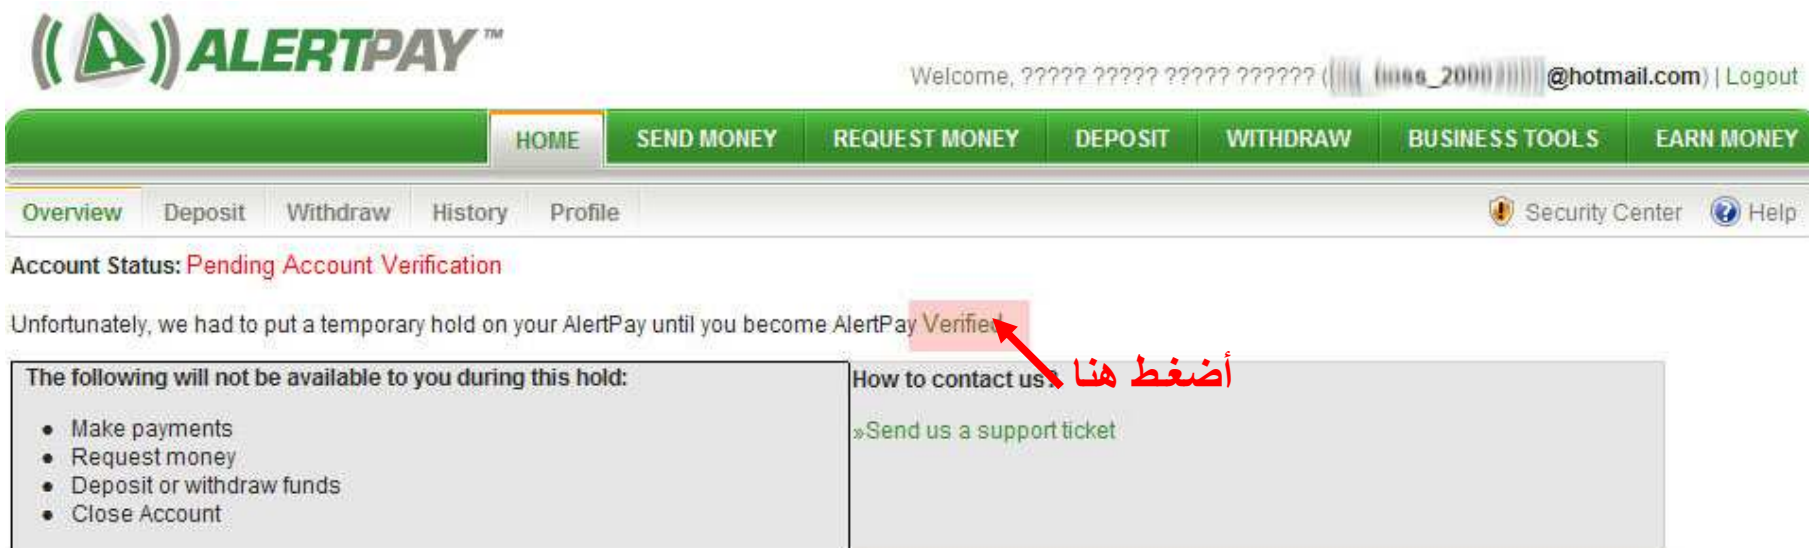 ALERTPAY™
Welcome, ????? ????? ????? ?????? ( @hotmail.com) | Logout
HOME SEND MONEY REQUEST MONEY DEPOSIT WITHDRAW BUSINESS TOOLS EARN MONEY
Overview Deposit Withdraw History Profile Security Center Help
Account Status: Pending Account Verification
Unfortunately, we had to put a temporary hold on your AlertPay until you become AlertPay Verified
أضغط هنا
The following will not be available to you during this hold:
• Make payments
• Request money
• Deposit or withdraw funds
• Close Account
How to contact us?
»Send us a support ticket